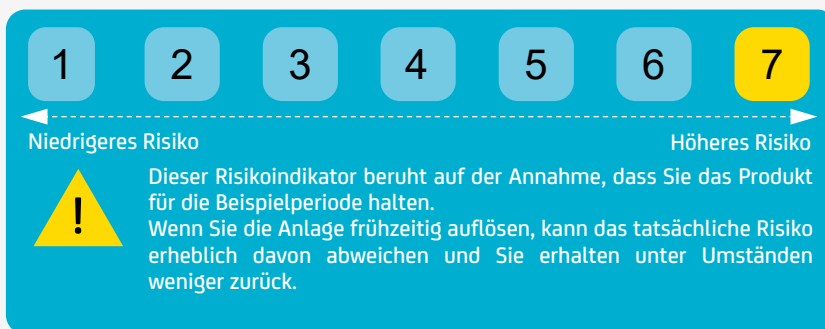 1 2 3 4 5 6 7
Niedrigeres Risiko Höheres Risiko
!
Dieser Risikoindikator beruht auf der Annahme, dass Sie das Produkt
für die Beispielperiode halten.
Wenn Sie die Anlage frühzeitig auflösen, kann das tatsächliche Risiko
erheblich davon abweichen und Sie erhalten unter Umständen
weniger zurück.